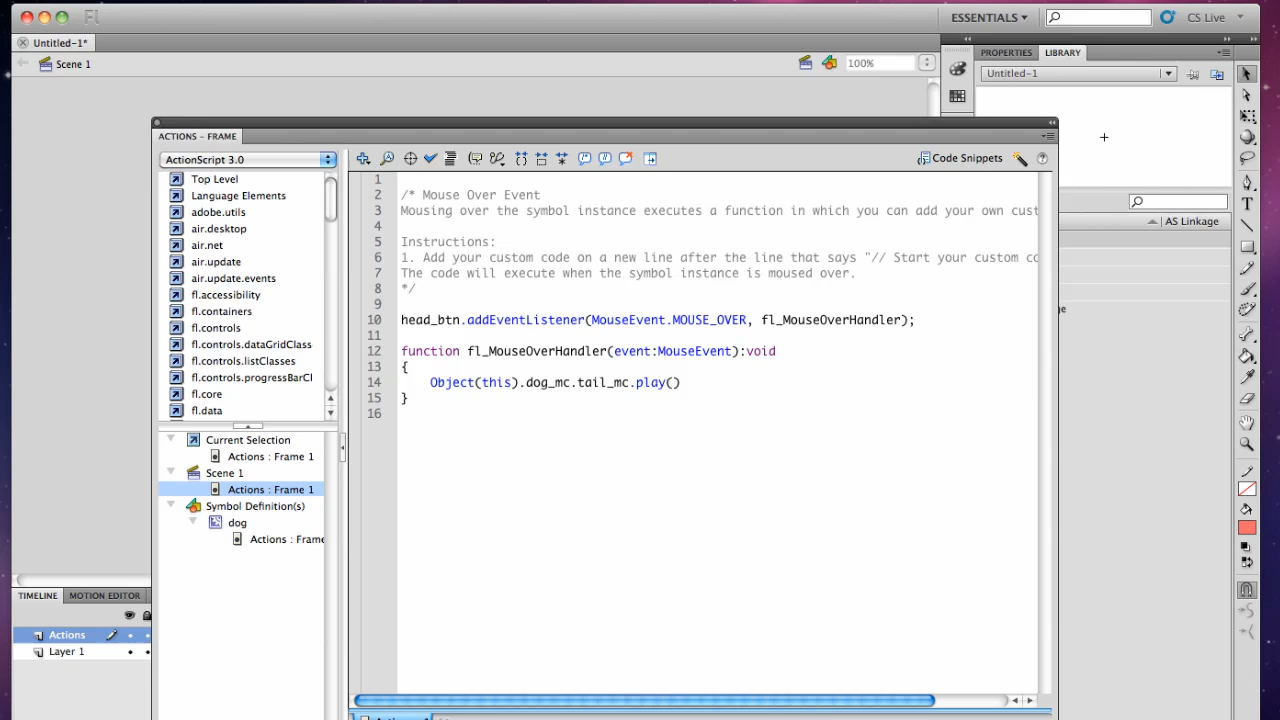 Fl
ESSENTIALS
CS Live
Untitled-1*
Scene 1
100%
PROPERTIES
LIBRARY
Untitled-1
AS Linkage
ACTIONS – FRAME
ActionScript 3.0
Code Snippets
Top Level
Language Elements
adobe.utils
air.desktop
air.net
air.update
air.update.events
fl.accessibility
fl.containers
fl.controls
fl.controls.dataGridClass
fl.controls.listClasses
fl.controls.progressBarCl
fl.core
fl.data
Current Selection
Actions : Frame 1
Scene 1
Actions : Frame 1
Symbol Definition(s)
dog
Actions : Frame
1
2 /* Mouse Over Event
3 Mousing over the symbol instance executes a function in which you can add your own cust
4
5 Instructions:
6 1. Add your custom code on a new line after the line that says "// Start your custom co
7 The code will execute when the symbol instance is moused over.
8 */
9
10 head_btn.addEventListener(MouseEvent.MOUSE_OVER, fl_MouseOverHandler);
11
12 function fl_MouseOverHandler(event:MouseEvent):void
13 {
14 Object(this).dog_mc.tail_mc.play()
15 }
16
TIMELINE
MOTION EDITOR
Actions
Layer 1